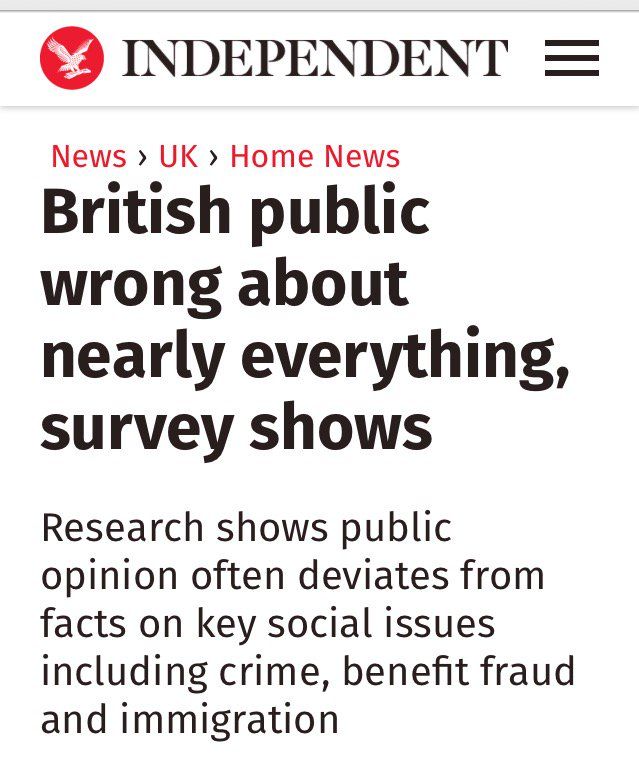 INDEPENDENT
News › UK › Home News
British public
wrong about
nearly everything,
survey shows
Research shows public
opinion often deviates from
facts on key social issues
including crime, benefit fraud
and immigration